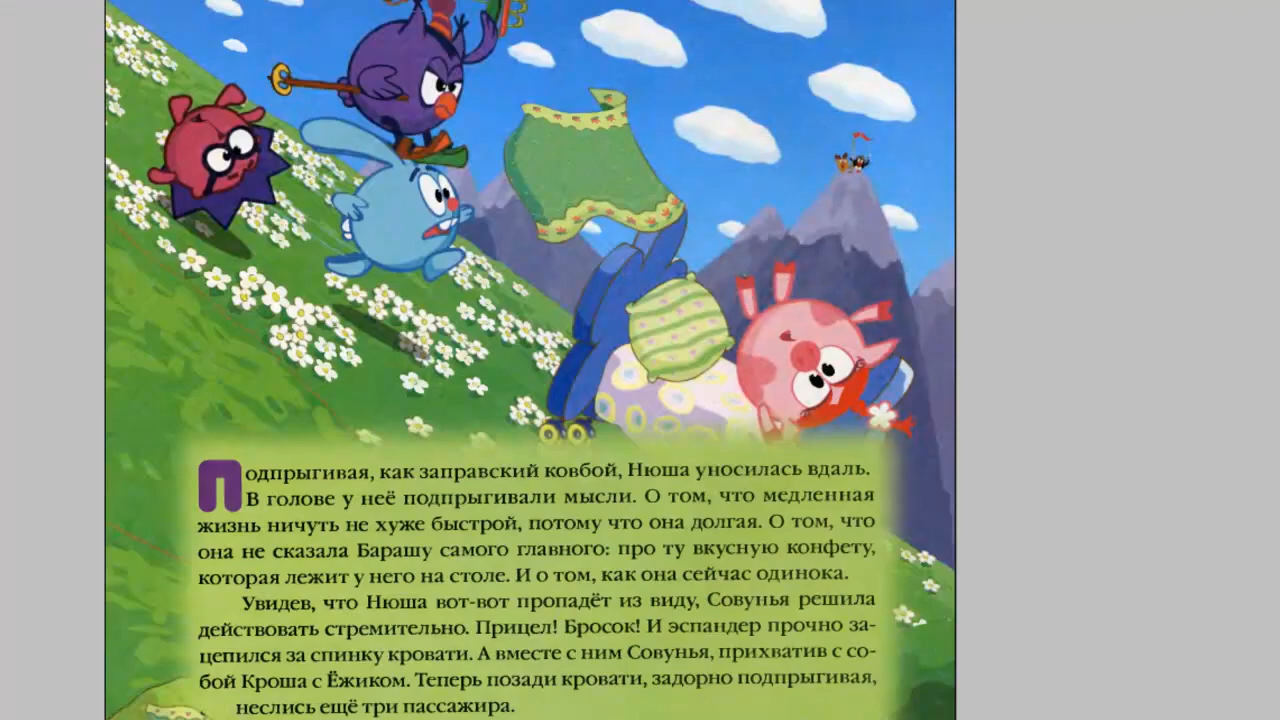 Подпрыгивая, как заправский ковбой, Нюша уносилась вдаль.
В голове у неё подпрыгивали мысли. О том, что медленная
жизнь ничуть не хуже быстрой, потому что она долгая. О том, что
она не сказала Барашу самого главного: про ту вкусную конфету,
которая лежит у него на столе. И о том, как она сейчас одинока.
Увидев, что Нюша вот-вот пропадёт из виду, Совунья решила
действовать стремительно. Прицел! Бросок! И эспандер прочно за-
цепился за спинку кровати. А вместе с ним Совунья, прихватив с со-
бой Кроша с Ёжиком. Теперь позади кровати, задорно подпрыгивая,
неслись ещё три пассажира.